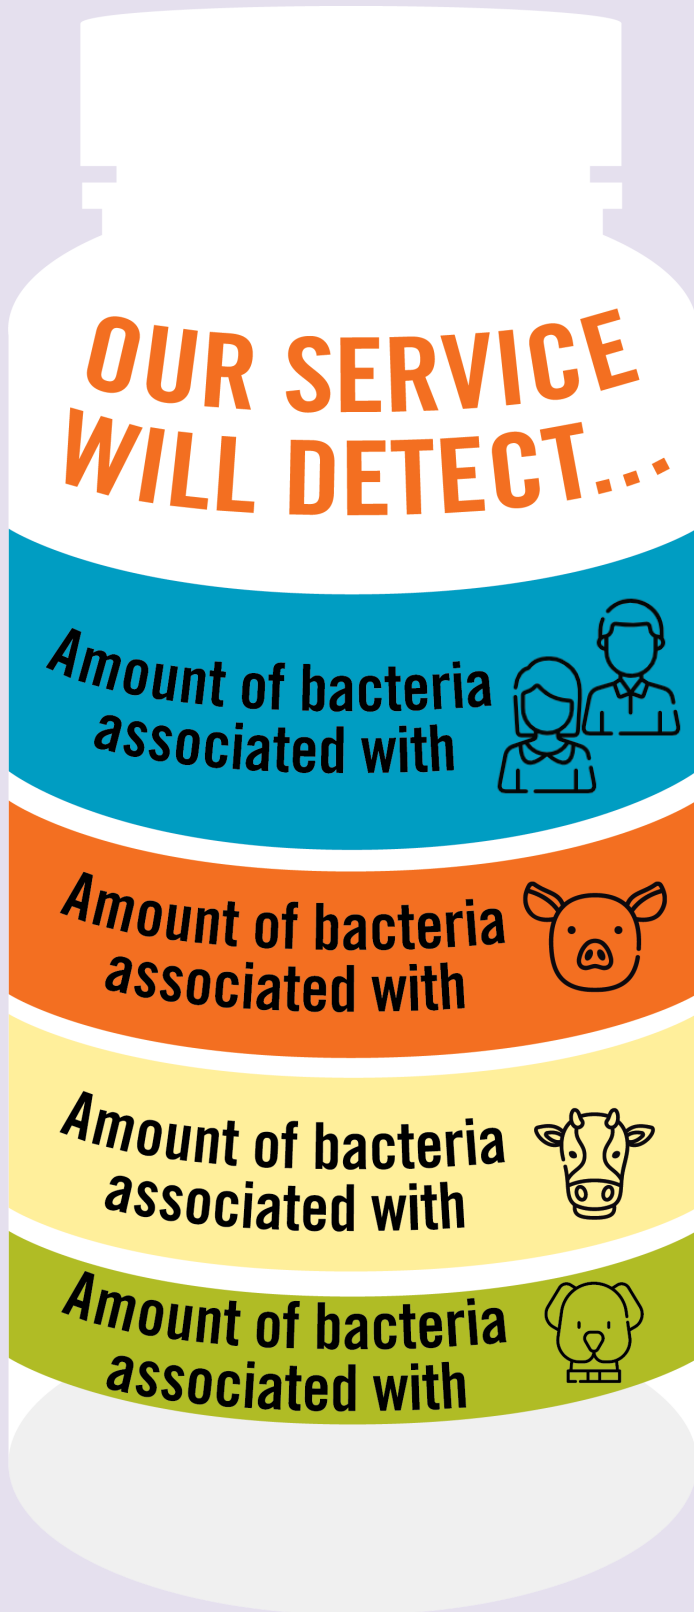 OUR SERVICE
WILL DETECT...
Amount of bacteria
associated with
Amount of bacteria
associated with
Amount of bacteria
associated with
Amount of bacteria
associated with